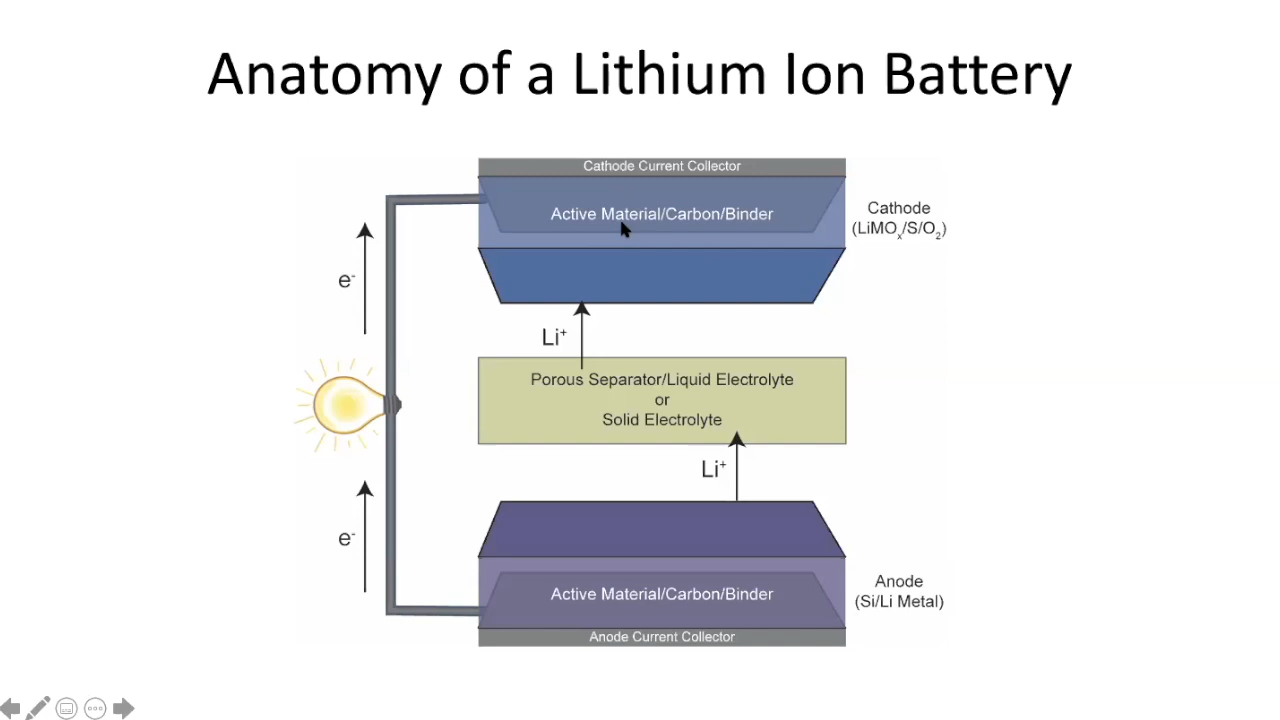 Anatomy of a Lithium Ion Battery
Cathode Current Collector
Active Material/Carbon/Binder
Cathode
(LiMOₓ/S/O₂)
e⁻
Li⁺
Porous Separator/Liquid Electrolyte
or
Solid Electrolyte
Li⁺
e⁻
Active Material/Carbon/Binder
Anode
(Si/Li Metal)
Anode Current Collector